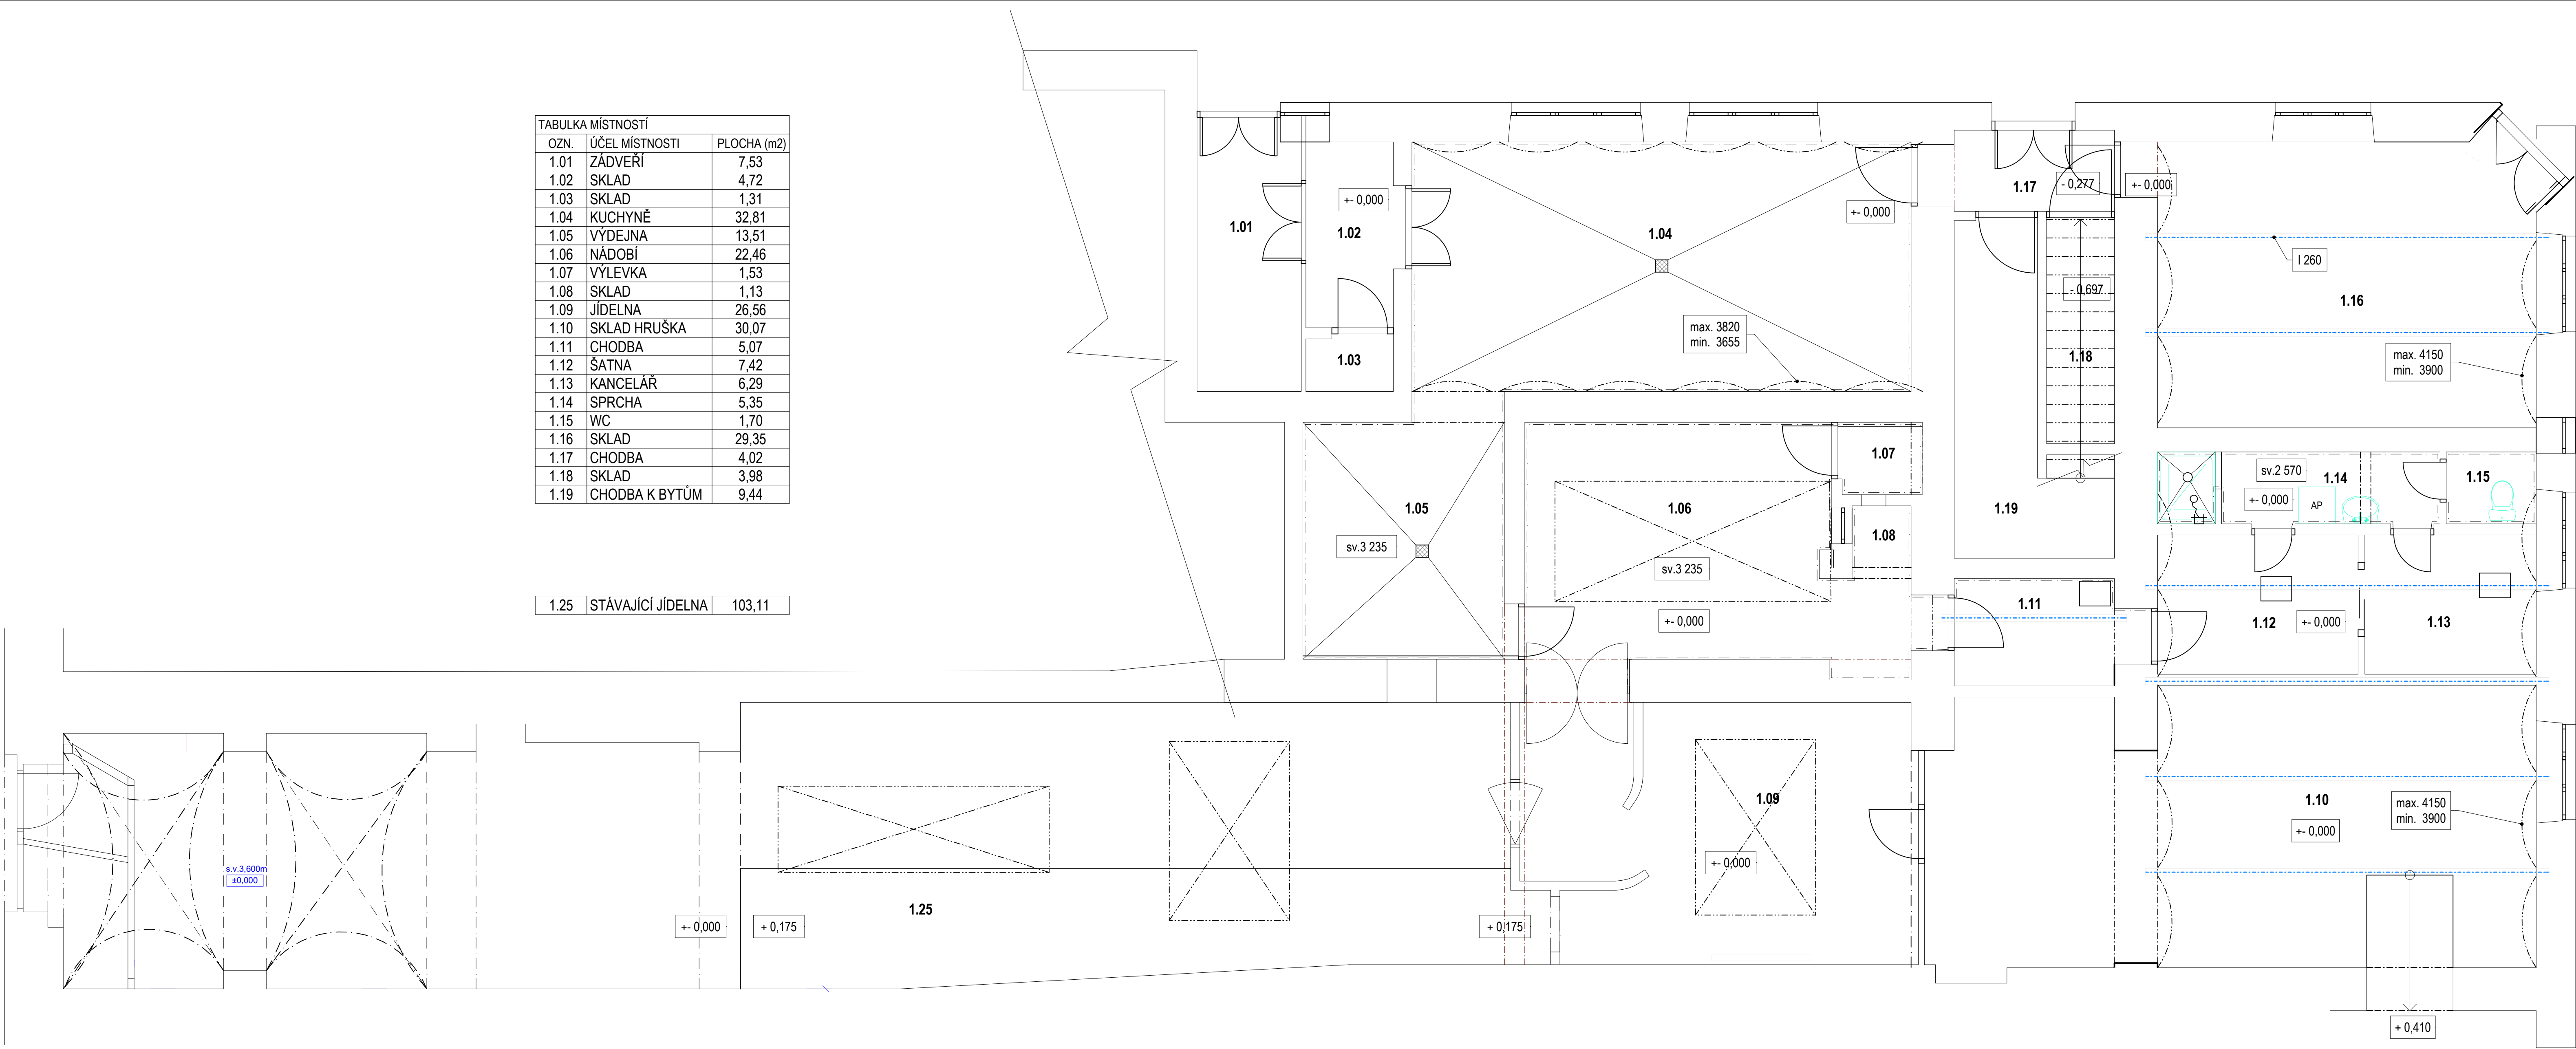 TABULKA MÍSTNOSTÍ
OZN. ÚČEL MÍSTNOSTI PLOCHA (m2)
1.01 ZÁDVEŘÍ 7,53
1.02 SKLAD 4,72
1.03 SKLAD 1,31
1.04 KUCHYNĚ 32,81
1.05 VÝDEJNA 13,51
1.06 NÁDOBÍ 22,46
1.07 VÝLEVKA 1,53
1.08 SKLAD 1,13
1.09 JÍDELNA 26,56
1.10 SKLAD HRUŠKA 30,07
1.11 CHODBA 5,07
1.12 ŠATNA 7,42
1.13 KANCELÁŘ 6,29
1.14 SPRCHA 5,35
1.15 WC 1,70
1.16 SKLAD 29,35
1.17 CHODBA 4,02
1.18 SKLAD 3,98
1.19 CHODBA K BYTŮM 9,44
1.25 STÁVAJÍCÍ JÍDELNA 103,11
1.01
+- 0,000
1.02
1.03
1.04
+- 0,000
max. 3820
min. 3655
1.17
- 0,277
+- 0,000
- 0,697
1.18
I 260
1.16
max. 4150
min. 3900
1.05
sv.3 235
1.06
sv.3 235
+- 0,000
1.07
1.08
1.19
1.11
sv.2 570
1.14
+- 0,000
AP
1.15
1.12
+- 0,000
1.13
1.09
+- 0,000
1.10
+- 0,000
max. 4150
min. 3900
s.v.3,600m
±0,000
+- 0,000
+ 0,175
1.25
+ 0,175
+ 0,410